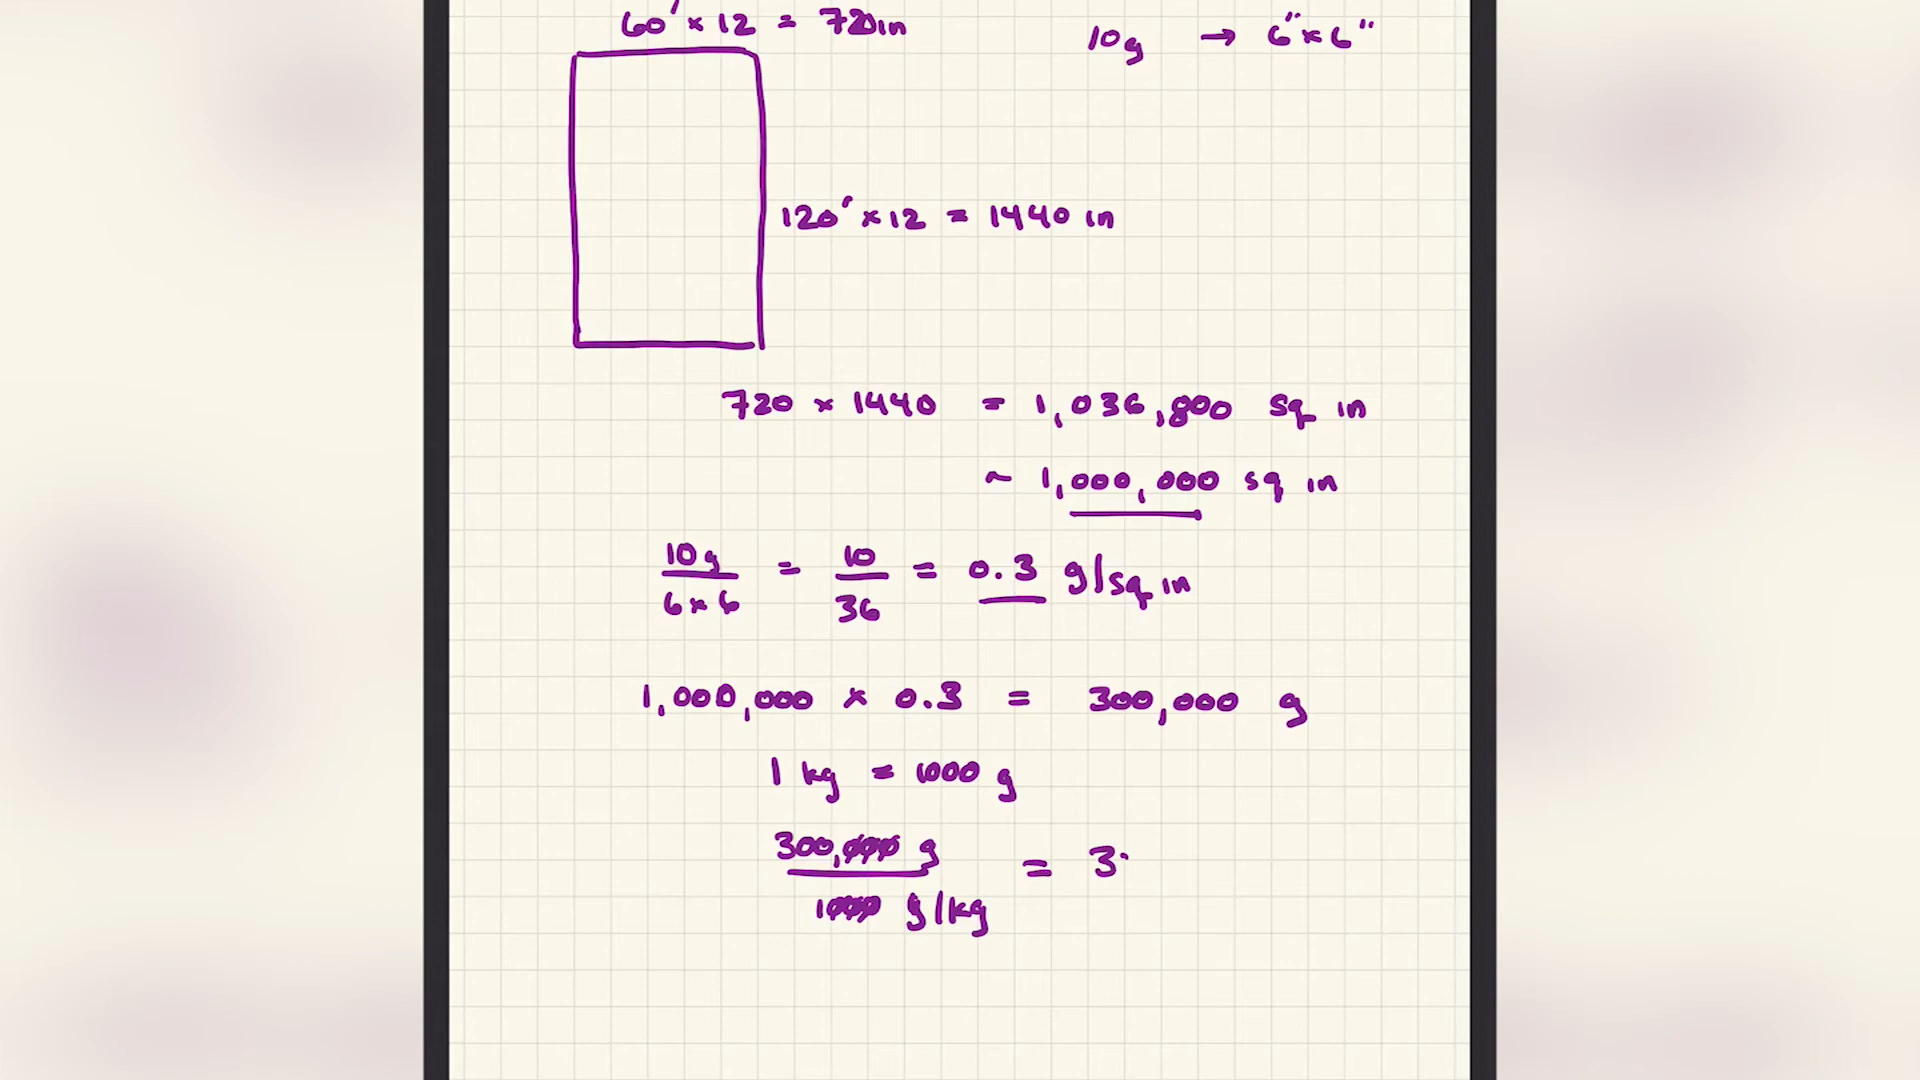 60' × 12 = 720in
10g → 6" × 6"
120' × 12 = 1440 in
720 × 1440 = 1,036,800 sq in
~ 1,000,000 sq in
10g / 6×6 = 10 / 36 = 0.3 g/sq in
1,000,000 × 0.3 = 300,000 g
1 kg = 1000 g
300,000 g / 1000 g/kg = 3